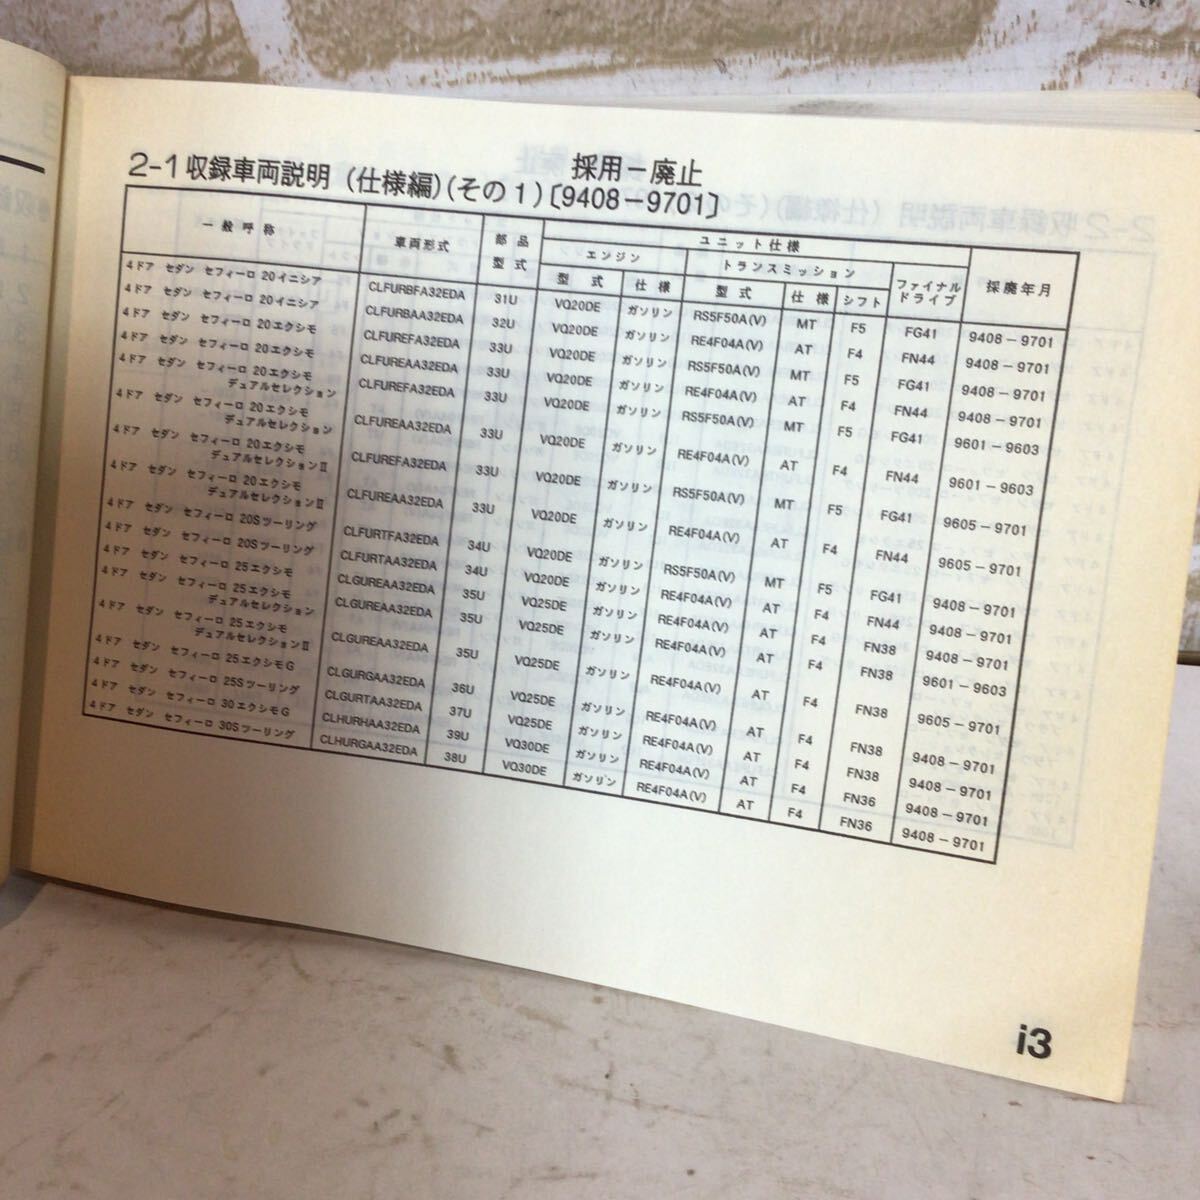 採用－廃止
2-1収録車両説明（仕様編）（その1）〔9408－9701〕
一般呼称 車両形式 部品型式 ユニット仕様 採廃年月
エンジン トランスミッション ファイナルドライブ
型式 仕様 型式 仕様 シフト
4ドア セダン セフィーロ 20イニシア CLFURBFA32EDA 31U VQ20DE ガソリン RS5F50A(V) MT F5 FG41 9408－9701
4ドア セダン セフィーロ 20イニシア CLFURBAA32EDA 32U VQ20DE ガソリン RE4F04A(V) AT F4 FN44 9408－9701
4ドア セダン セフィーロ 20エクシモ CLFUREFA32EDA 33U VQ20DE ガソリン RS5F50A(V) MT F5 FG41 9408－9701
4ドア セダン セフィーロ 20エクシモ CLFUREAA32EDA 33U VQ20DE ガソリン RE4F04A(V) AT F4 FN44 9408－9701
4ドア セダン セフィーロ 20エクシモ
デュアルセレクション CLFUREFA32EDA 33U VQ20DE ガソリン RS5F50A(V) MT F5 FG41 9601－9603
4ドア セダン セフィーロ 20エクシモ
デュアルセレクション CLFUREAA32EDA 33U VQ20DE ガソリン RE4F04A(V) AT F4 FN44 9601－9603
4ドア セダン セフィーロ 20エクシモ
デュアルセレクションⅡ CLFUREFA32EDA 33U VQ20DE ガソリン RS5F50A(V) MT F5 FG41 9605－9701
4ドア セダン セフィーロ 20エクシモ
デュアルセレクションⅡ CLFUREAA32EDA 33U VQ20DE ガソリン RE4F04A(V) AT F4 FN44 9605－9701
4ドア セダン セフィーロ 20Sツーリング CLFURTFA32EDA 34U VQ20DE ガソリン RS5F50A(V) MT F5 FG41 9408－9701
4ドア セダン セフィーロ 20Sツーリング CLFURTAA32EDA 34U VQ20DE ガソリン RE4F04A(V) AT F4 FN44 9408－9701
4ドア セダン セフィーロ 25エクシモ CLGUREAA32EDA 35U VQ25DE ガソリン RE4F04A(V) AT F4 FN38 9408－9701
4ドア セダン セフィーロ 25エクシモ
デュアルセレクション CLGUREAA32EDA 35U VQ25DE ガソリン RE4F04A(V) AT F4 FN38 9601－9603
4ドア セダン セフィーロ 25エクシモ
デュアルセレクションⅡ CLGUREAA32EDA 35U VQ25DE ガソリン RE4F04A(V) AT F4 FN38 9605－9701
4ドア セダン セフィーロ 25エクシモG CLGURGAA32EDA 36U VQ25DE ガソリン RE4F04A(V) AT F4 FN38 9408－9701
4ドア セダン セフィーロ 25Sツーリング CLGURTAA32EDA 37U VQ25DE ガソリン RE4F04A(V) AT F4 FN38 9408－9701
4ドア セダン セフィーロ 30エクシモG CLHURHAA32EDA 39U VQ30DE ガソリン RE4F04A(V) AT F4 FN36 9408－9701
4ドア セダン セフィーロ 30Sツーリング CLHURGAA32EDA 38U VQ30DE ガソリン RE4F04A(V) AT F4 FN36 9408－9701
i3